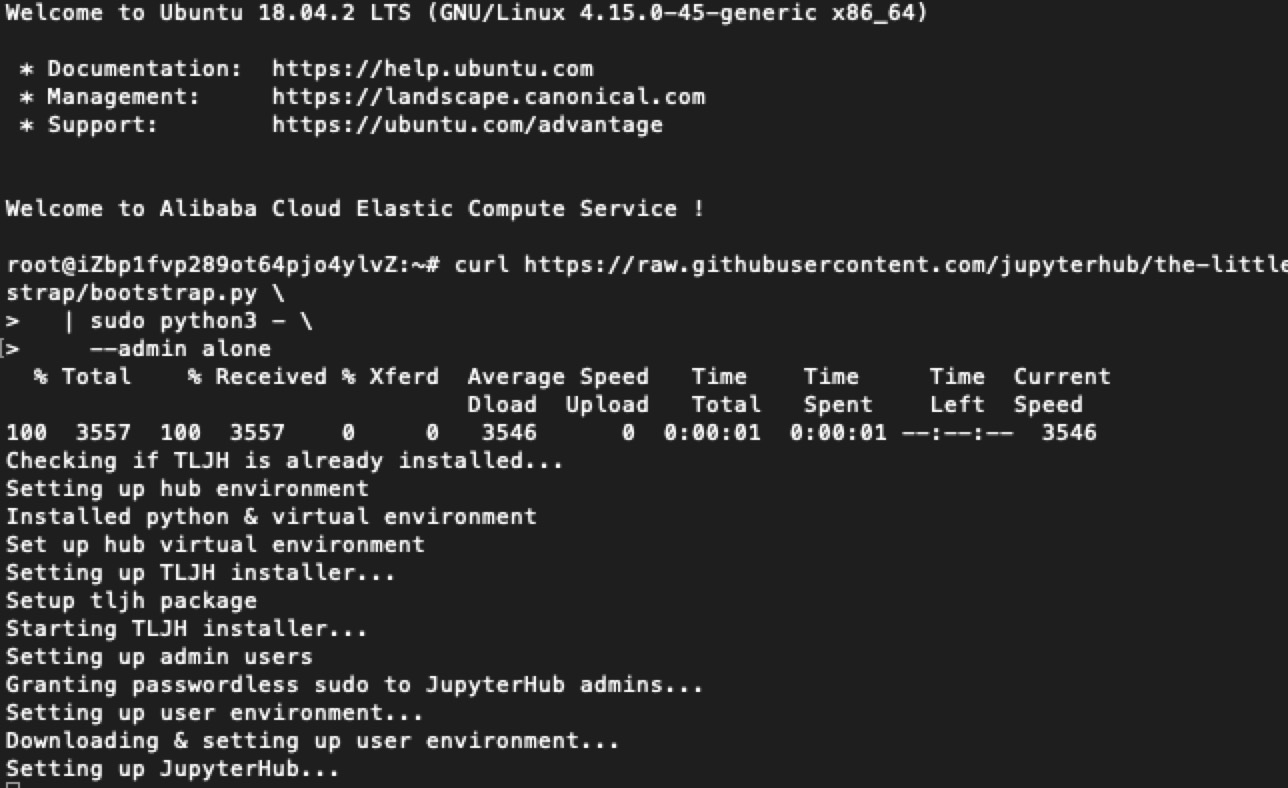 Welcome to Ubuntu 18.04.2 LTS (GNU/Linux 4.15.0-45-generic x86_64)
* Documentation:  https://help.ubuntu.com
* Management:     https://landscape.canonical.com
* Support:        https://ubuntu.com/advantage
Welcome to Alibaba Cloud Elastic Compute Service !
root@iZbp1fvp289ot64pjo4ylvZ:~# curl https://raw.githubusercontent.com/jupyterhub/the-little
strap/bootstrap.py \
>   | sudo python3 - \
[>     --admin alone
  % Total    % Received % Xferd  Average Speed   Time    Time     Time  Current
                                 Dload  Upload   Total   Spent    Left  Speed
100  3557  100  3557    0     0   3546      0  0:00:01  0:00:01 --:--:--  3546
Checking if TLJH is already installed...
Setting up hub environment
Installed python & virtual environment
Set up hub virtual environment
Setting up TLJH installer...
Setup tljh package
Starting TLJH installer...
Setting up admin users
Granting passwordless sudo to JupyterHub admins...
Setting up user environment...
Downloading & setting up user environment...
Setting up JupyterHub...